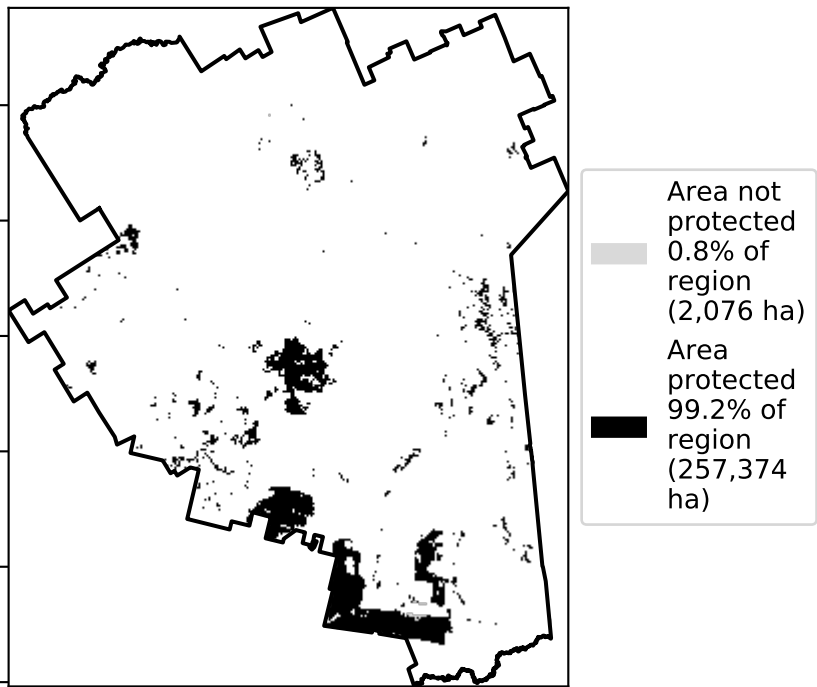 Area not
protected
0.8% of
region
(2,076 ha)
Area
protected
99.2% of
region
(257,374
ha)